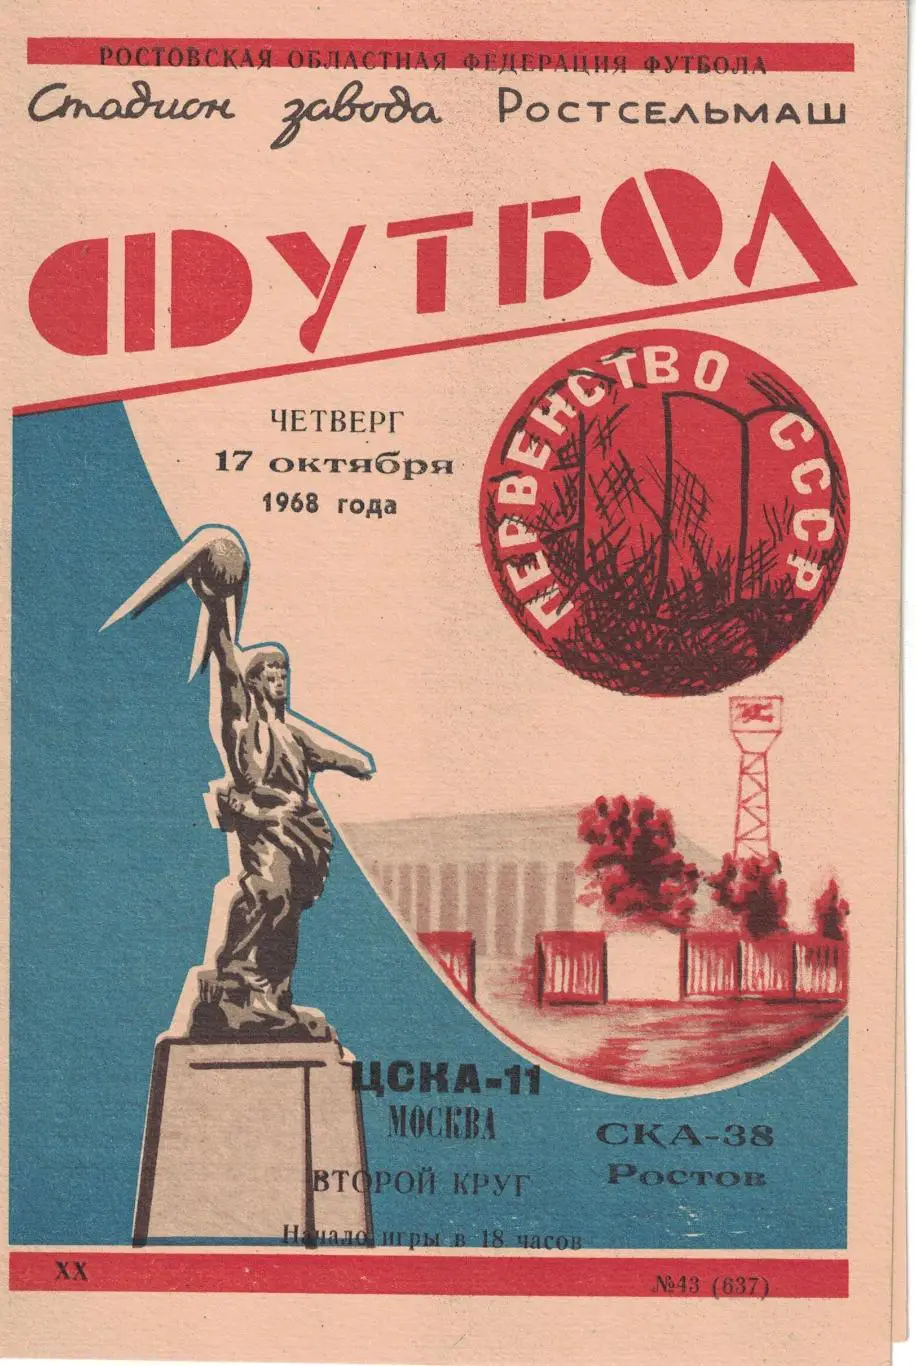 РОСТОВСКАЯ ОБЛАСТНАЯ ФЕДЕРАЦИЯ ФУТБОЛА
Стадион завода РОСТСЕЛЬМАШ
ФУТБОЛ
ПЕРВЕНСТВО СССР
ЧЕТВЕРГ
17 октября
1968 года
ЦСКА-11
МОСКВА
СКА-38
Ростов
ВТОРОЙ КРУГ
Начало игры в 18 часов
XX
№43 (637)